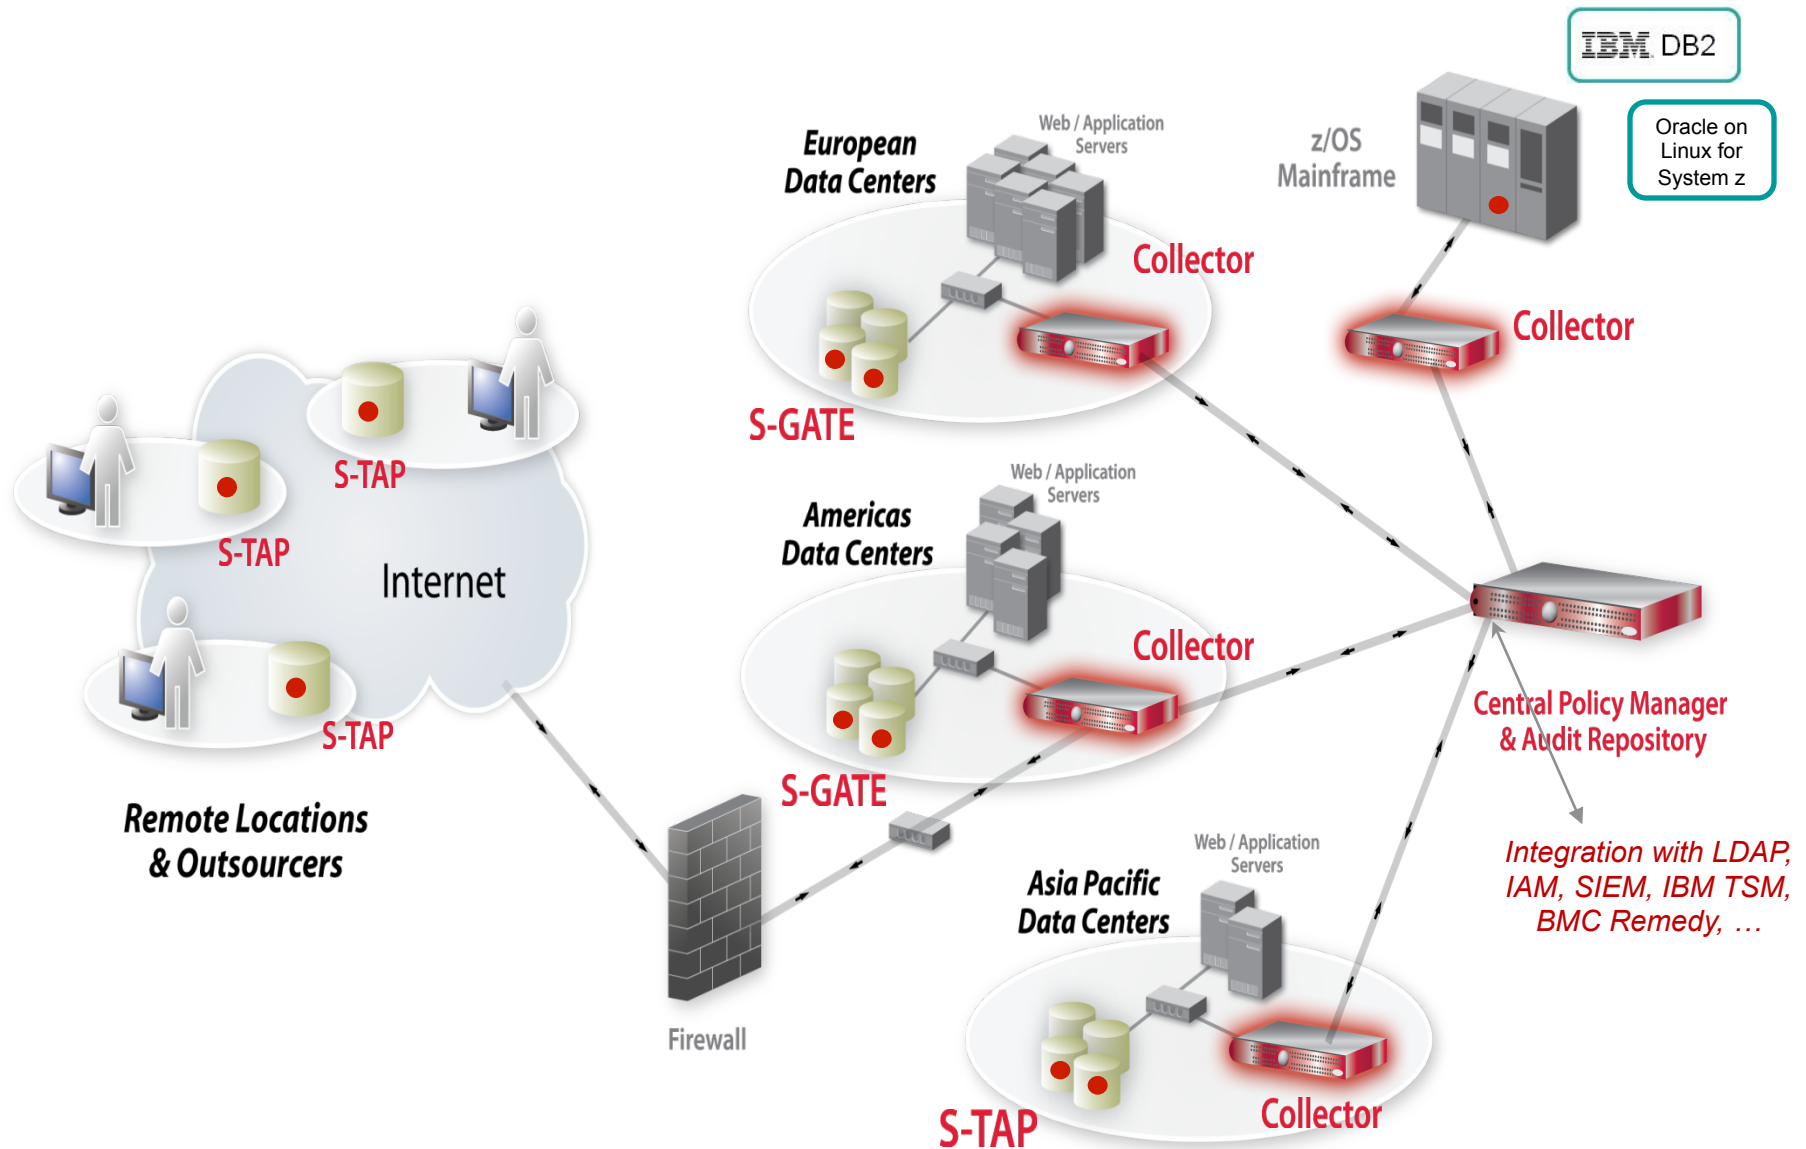 IBM DB2
Oracle on
Linux for
System z
z/OS
Mainframe
Collector
European
Data Centers
Web / Application
Servers
Collector
S-GATE
S-TAP
S-TAP
S-TAP
Internet
Remote Locations
& Outsourcers
Firewall
Americas
Data Centers
Web / Application
Servers
Collector
S-GATE
Central Policy Manager
& Audit Repository
Integration with LDAP,
IAM, SIEM, IBM TSM,
BMC Remedy, …
Asia Pacific
Data Centers
Web / Application
Servers
S-TAP
Collector